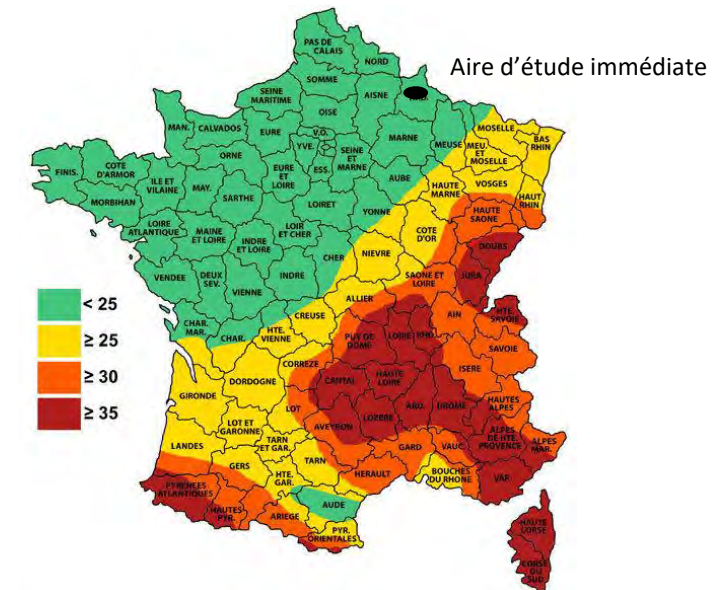 PAS DE
CALAIS
NORD
Aire d'étude immédiate
SOMME
SEINE
MARITIME
AISNE
OISE
MAN.
CALVADOS
EURE
V.O.
YVE.
ESS.
SEINE
ET
MARNE
MARNE
MEUSE
MOSELLE
MEU.
ET
MOSELLE
BAS
RHIN
FINIS.
COTE
D'ARMOR
ILE ET
VILAINE
MAY.
ORNE
EURE
ET
LOIRE
AUBE
HAUTE
MARNE
VOSGES
HAUT
RHIN
MORBIHAN
SARTHE
LOIRET
YONNE
HAUTE
SAONE
LOIRE
ATLANTIQUE
MAINE
ET LOIRE
INDRE
ET LOIRE
LOIR
ET CHER
COTE
D'OR
DOUBS
CHER
NIEVRE
JURA
VENDEE
DEUX
SEV.
VIENNE
INDRE
SAONE ET
LOIRE
< 25
≥ 25
≥ 30
≥ 35
CHAR.
MAR.
CHAR.
HTE.
VIENNE
CREUSE
ALLIER
AIN
HTE.
SAVOIE
PUY DE
DOME
LOIRE
RHO.
SAVOIE
CORREZE
ISERE
GIRONDE
DORDOGNE
CANTAL
HAUTE
LOIRE
LOT
AVEYRON
LOZERE
ARD.
DROME
HAUTES
ALPES
LOT ET
GARONNE
TARN
ET GAR.
LANDES
GERS
TARN
GARD
VAUC.
ALPES
DE HTE.
PROVENCE
ALPES
MAR.
HTE.
GAR.
HERAULT
BOUCHES
DU RHONE
VAR
PYRENEES
ATLANTIQUES
HAUTES
PYR.
ARIEGE
AUDE
PYR.
ORIENTALES
HAUTE
CORSE
CORSE
DU
SUD